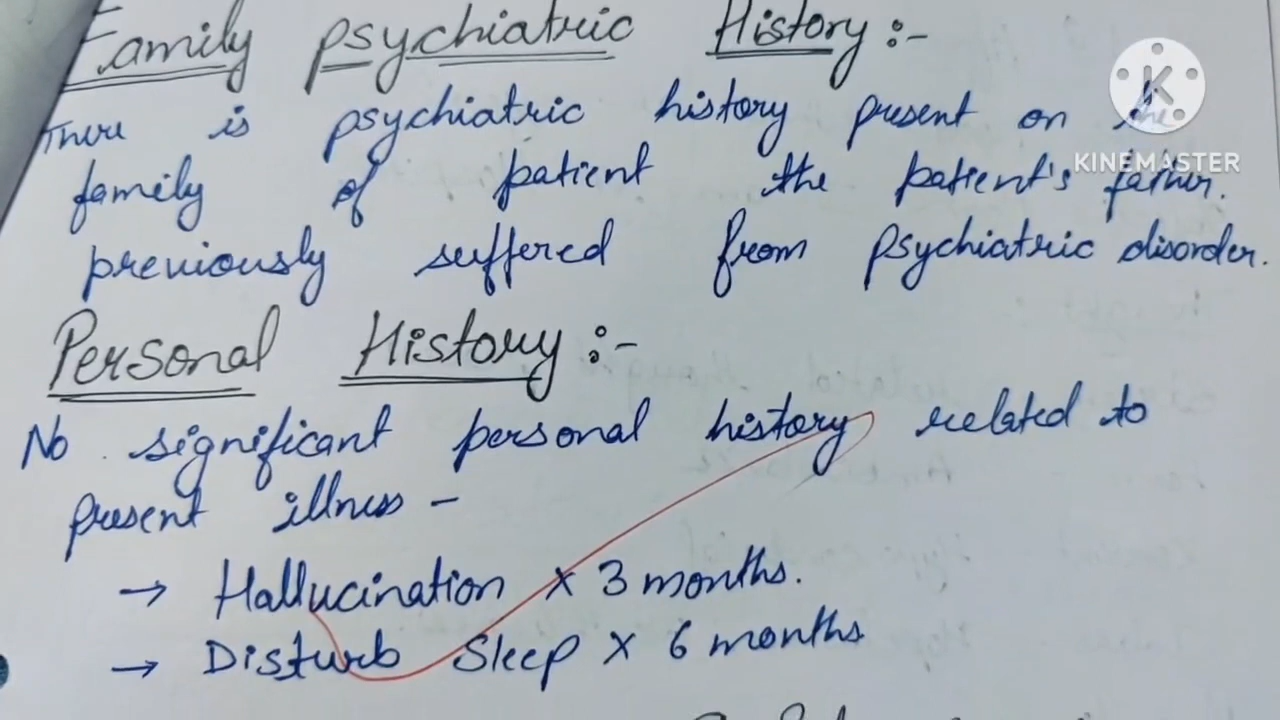 Family psychiatric History :-
There is psychiatric history present on the
family of patient the patient's father.
previously suffered from psychiatric disorder.
Personal History :-
No significant personal history related to
present illness -
→ Hallucination × 3 months.
→ Disturb Sleep × 6 months
K
KINEMASTER